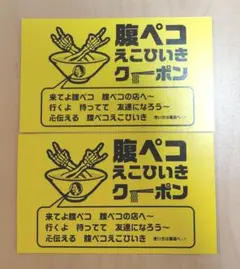 腹ペコ
えこひいき
クーポン
来てよ腹ペコ 腹ペコの店へ〜
行くよ 待ってて 友達になろう〜
心伝える 腹ペコえこひいき
腹ペコ
えこひいき
クーポン
来てよ腹ペコ 腹ペコの店へ〜
行くよ 待ってて 友達になろう〜
心伝える 腹ペコえこひいき